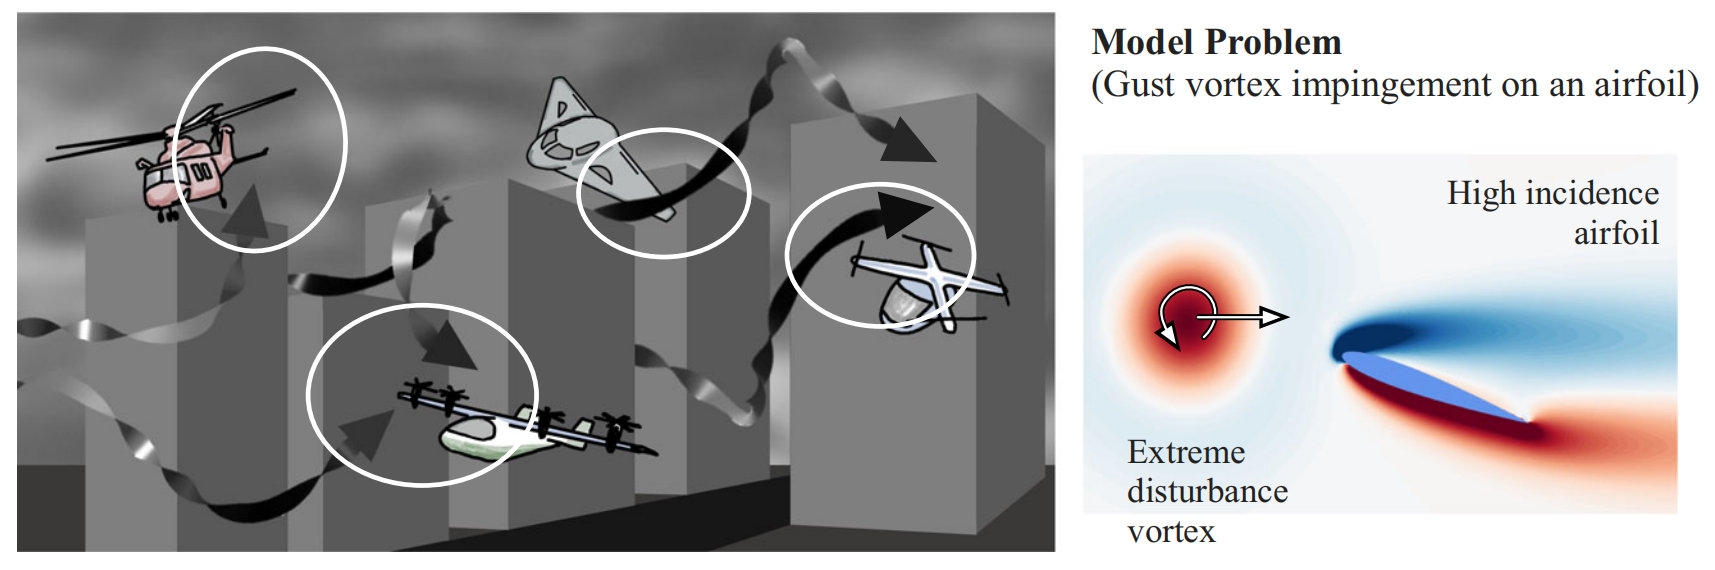 Model Problem
(Gust vortex impingement on an airfoil)
High incidence
airfoil
Extreme
disturbance
vortex